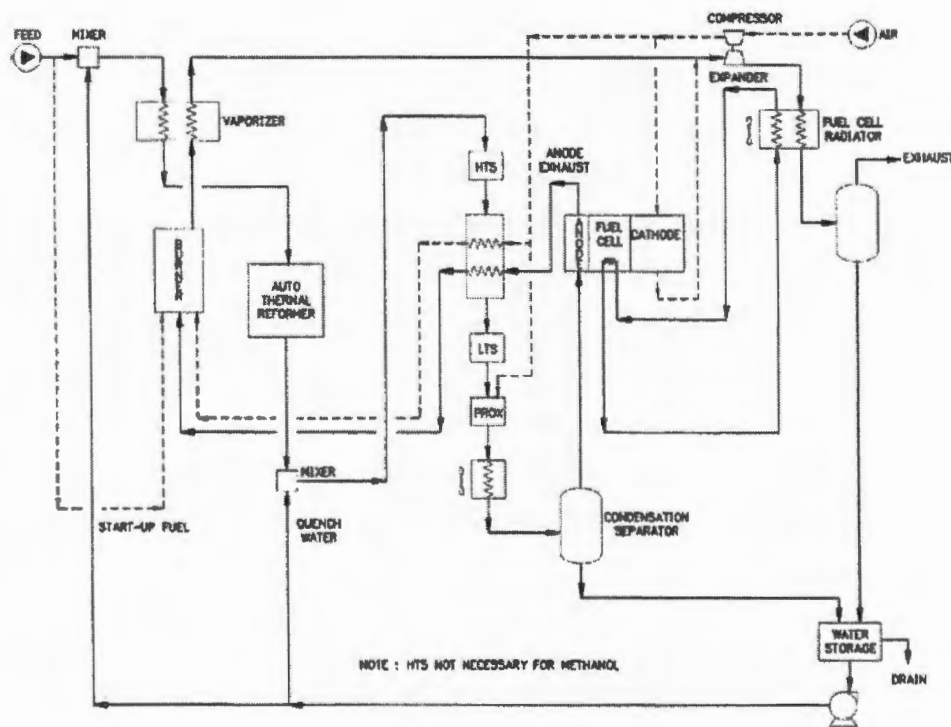 FEED
MIXER
COMPRESSOR
AIR
EXPANDER
VAPORIZER
FUEL CELL
RADIATOR
EXHAUST
HTS
ANODE
EXHAUST
BURNER
AUTO
THERMAL
REFORMER
ANODE
FUEL
CELL
CATHODE
LTS
PROX
MIXER
START-UP FUEL
QUENCH
WATER
CONDENSATION
SEPARATOR
WATER
STORAGE
DRAIN
NOTE : HTS NOT NECESSARY FOR METHANOL